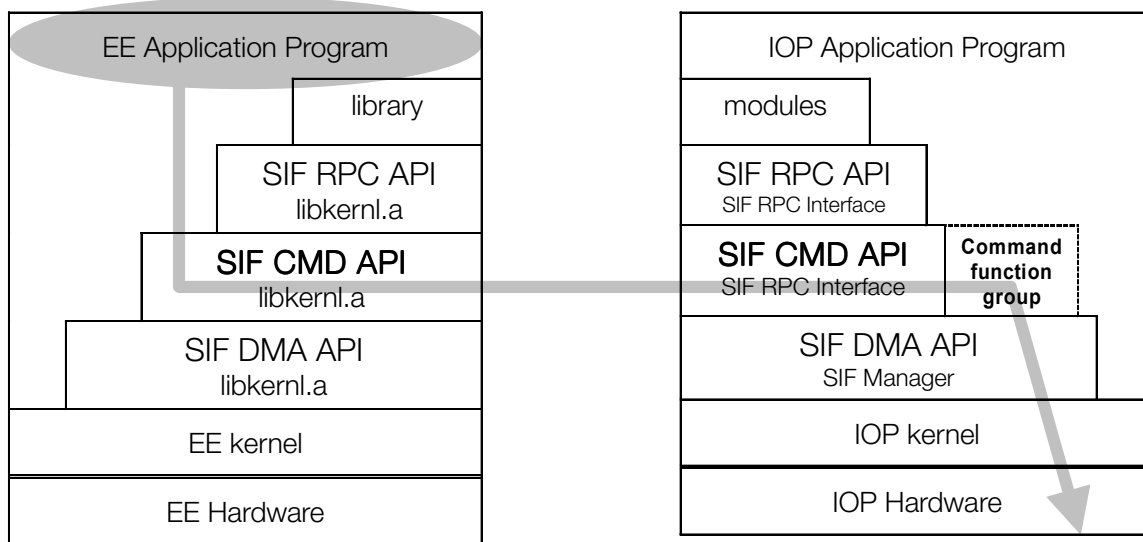 EE Application Program
library
SIF RPC API
libkernl.a
SIF CMD API
libkernl.a
SIF DMA API
libkernl.a
EE kernel
EE Hardware
IOP Application Program
modules
SIF RPC API
SIF RPC Interface
SIF CMD API
SIF RPC Interface
Command
function
group
SIF DMA API
SIF Manager
IOP kernel
IOP Hardware